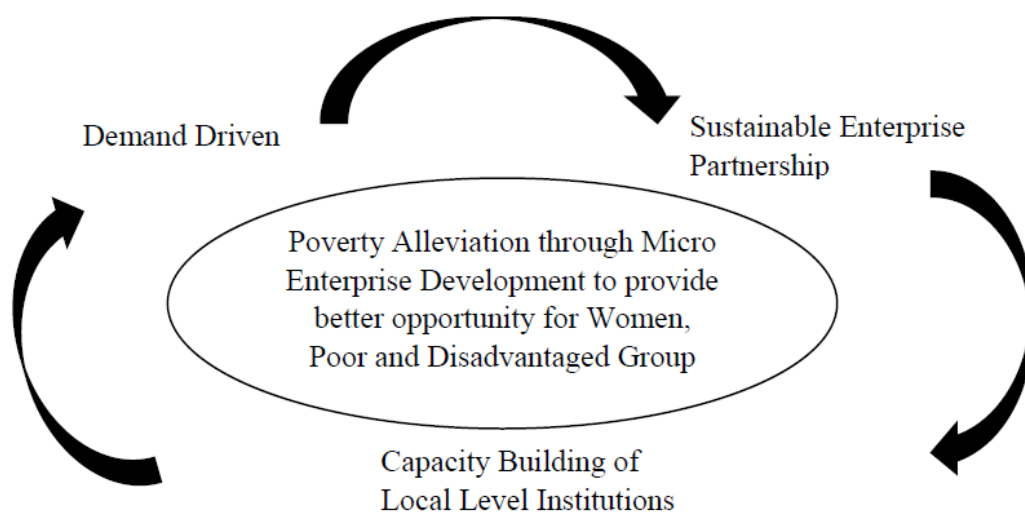 Demand Driven
Sustainable Enterprise
Partnership
Poverty Alleviation through Micro
Enterprise Development to provide
better opportunity for Women,
Poor and Disadvantaged Group
Capacity Building of
Local Level Institutions